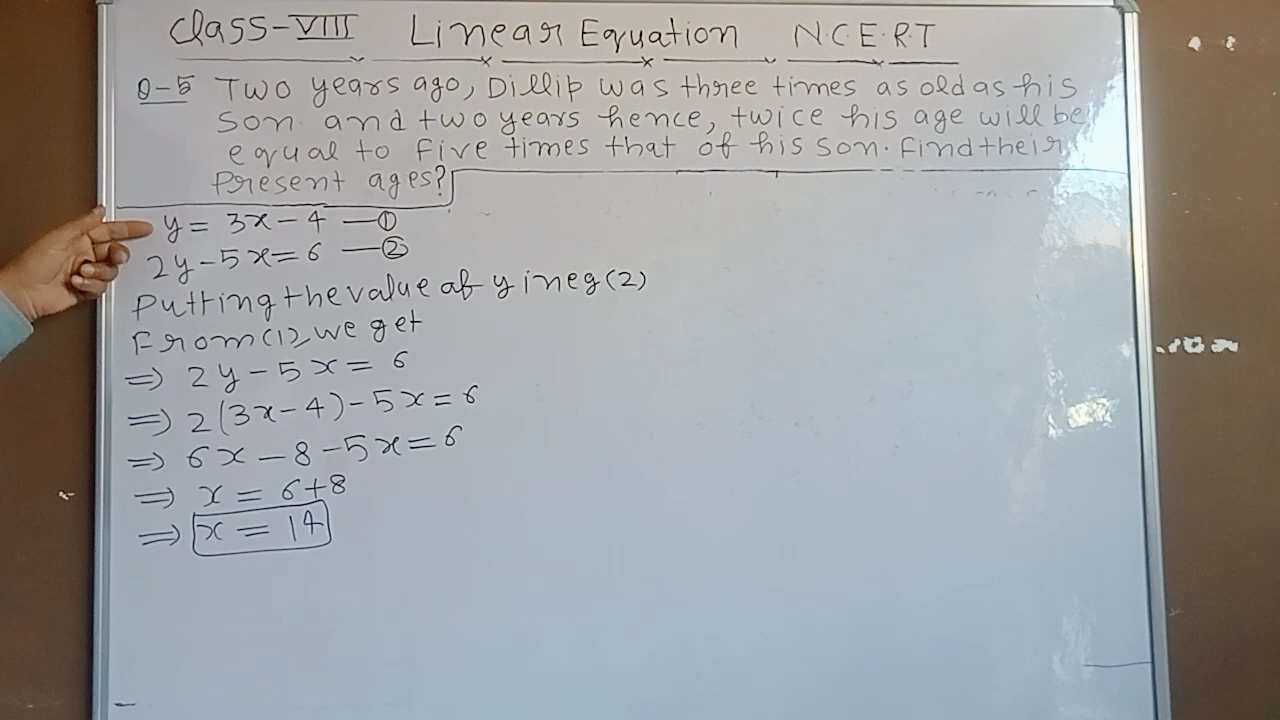 Class-VIII Linear Equation N.C.E.R.T
Q-5 Two years ago, Dillip was three times as old as his
son and two years hence, twice his age will be
equal to five times that of his son. Find their
present ages?
y = 3x - 4 — ①
2y - 5x = 6 — ②
Putting the value of y in eq (2)
From (1), we get
⇒ 2y - 5x = 6
⇒ 2(3x - 4) - 5x = 6
⇒ 6x - 8 - 5x = 6
⇒ x = 6+8
⇒ x = 14